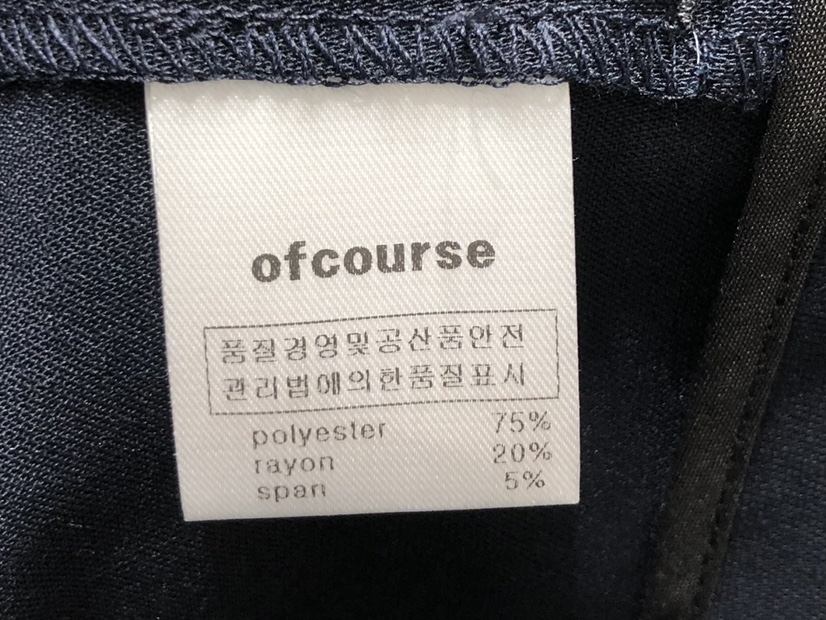 ofcourse
품질경영및공산품안전
관리법에의한품질표시
polyester 75%
rayon 20%
span 5%